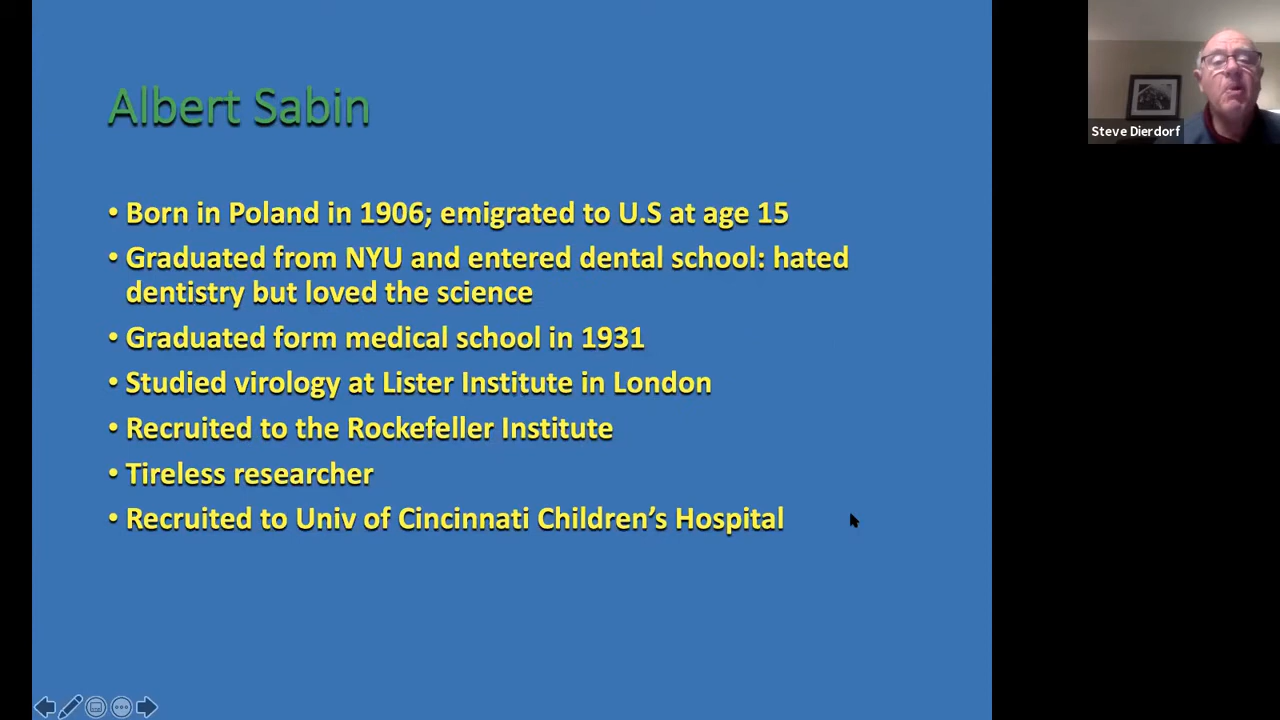 Albert Sabin
• Born in Poland in 1906; emigrated to U.S at age 15
• Graduated from NYU and entered dental school: hated
dentistry but loved the science
• Graduated form medical school in 1931
• Studied virology at Lister Institute in London
• Recruited to the Rockefeller Institute
• Tireless researcher
• Recruited to Univ of Cincinnati Children's Hospital
Steve Dierdorf